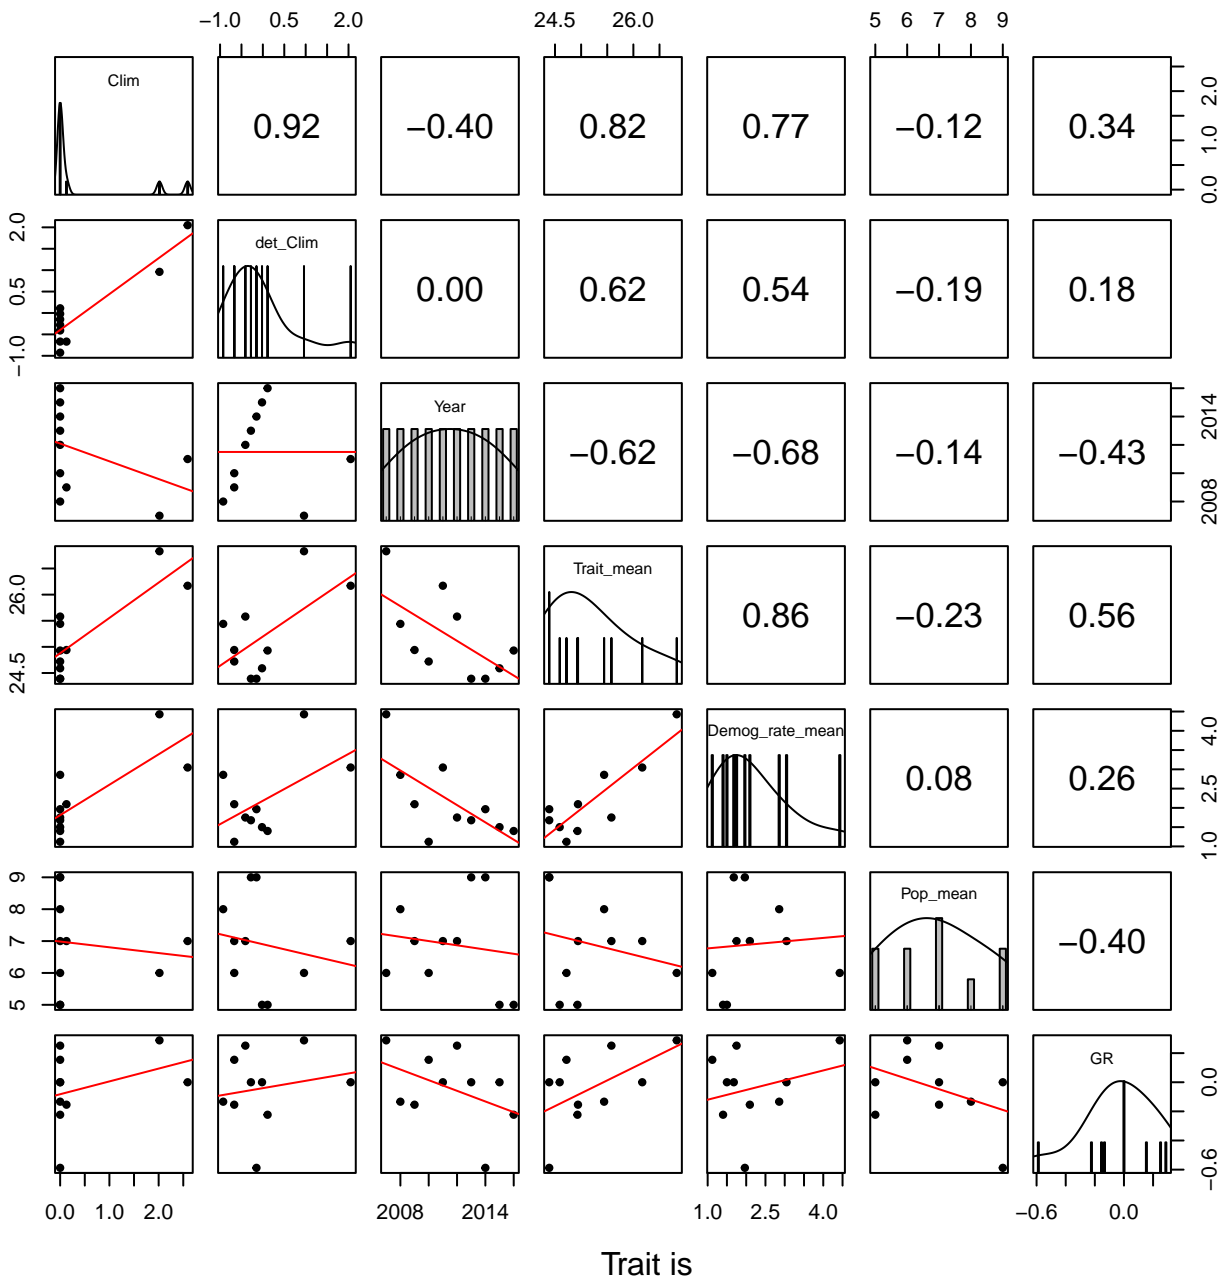 −1.0 0.5 2.0 24.5 26.0 5 6 7 8 9
Clim 0.92 −0.40 0.82 0.77 −0.12 0.34 0.0 1.0 2.0
−1.0 0.5 2.0 det_Clim 0.00 0.62 0.54 −0.19 0.18
Year −0.62 −0.68 −0.14 −0.43 2008 2014
24.5 26.0 Trait_mean 0.86 −0.23 0.56
Demog_rate_mean 0.08 0.26 1.0 2.5 4.0
5 6 7 8 9 Pop_mean −0.40
GR −0.6 0.0
0.0 1.0 2.0 2008 2014 1.0 2.5 4.0 −0.6 0.0
Trait is